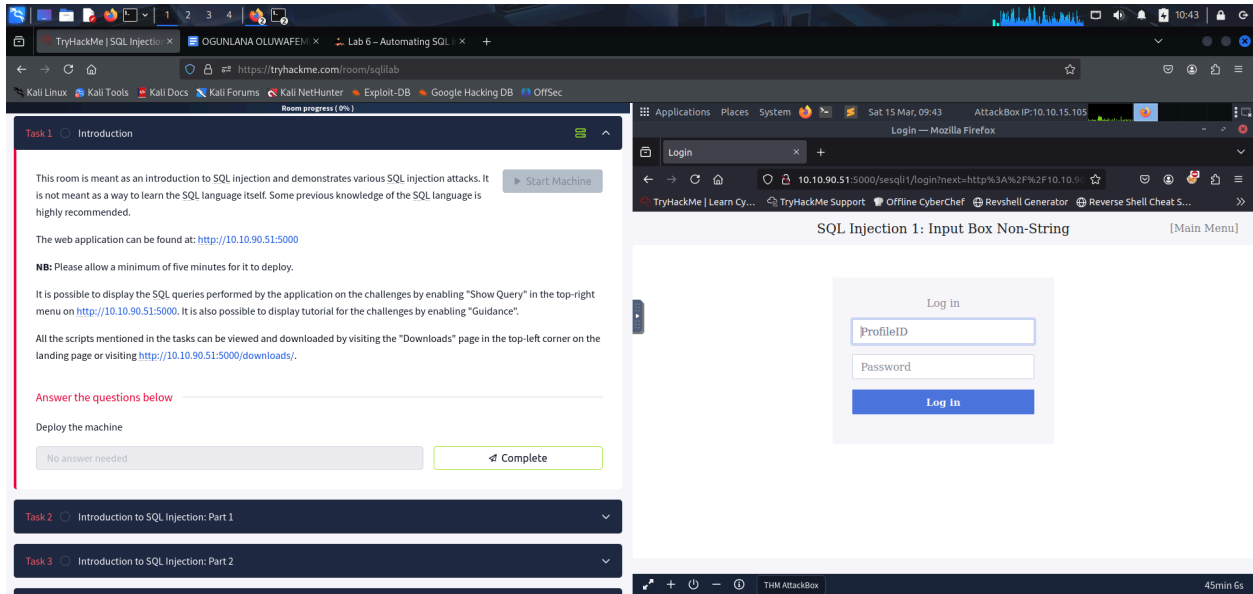 1 2 3 4
10:43
TryHackMe | SQL Injectio
OGUNLANA OLUWAFEM
Lab 6 – Automating SQL
https://tryhackme.com/room/sqlilab
Kali Linux Kali Tools Kali Docs Kali Forums Kali NetHunter Exploit-DB Google Hacking DB OffSec
Room progress ( 0% )
Task 1 Introduction
This room is meant as an introduction to SQL injection and demonstrates various SQL injection attacks. It
is not meant as a way to learn the SQL language itself. Some previous knowledge of the SQL language is
highly recommended.
Start Machine
The web application can be found at: http://10.10.90.51:5000
NB: Please allow a minimum of five minutes for it to deploy.
It is possible to display the SQL queries performed by the application on the challenges by enabling "Show Query" in the top-right
menu on http://10.10.90.51:5000. It is also possible to display tutorial for the challenges by enabling "Guidance".
All the scripts mentioned in the tasks can be viewed and downloaded by visiting the "Downloads" page in the top-left corner on the
landing page or visiting http://10.10.90.51:5000/downloads/.
Answer the questions below
Deploy the machine
No answer needed
Complete
Task 2 Introduction to SQL Injection: Part 1
Task 3 Introduction to SQL Injection: Part 2
Applications Places System Sat 15 Mar, 09:43 AttackBox IP:10.10.15.105
Login — Mozilla Firefox
Login
10.10.90.51:5000/sesqli1/login?next=http%3A%2F%2F10.10.90
TryHackMe | Learn Cy... TryHackMe Support Offline CyberChef Revshell Generator Reverse Shell Cheat S...
SQL Injection 1: Input Box Non-String
[Main Menu]
Log in
ProfileID
Password
Log in
THM AttackBox
45min 6s